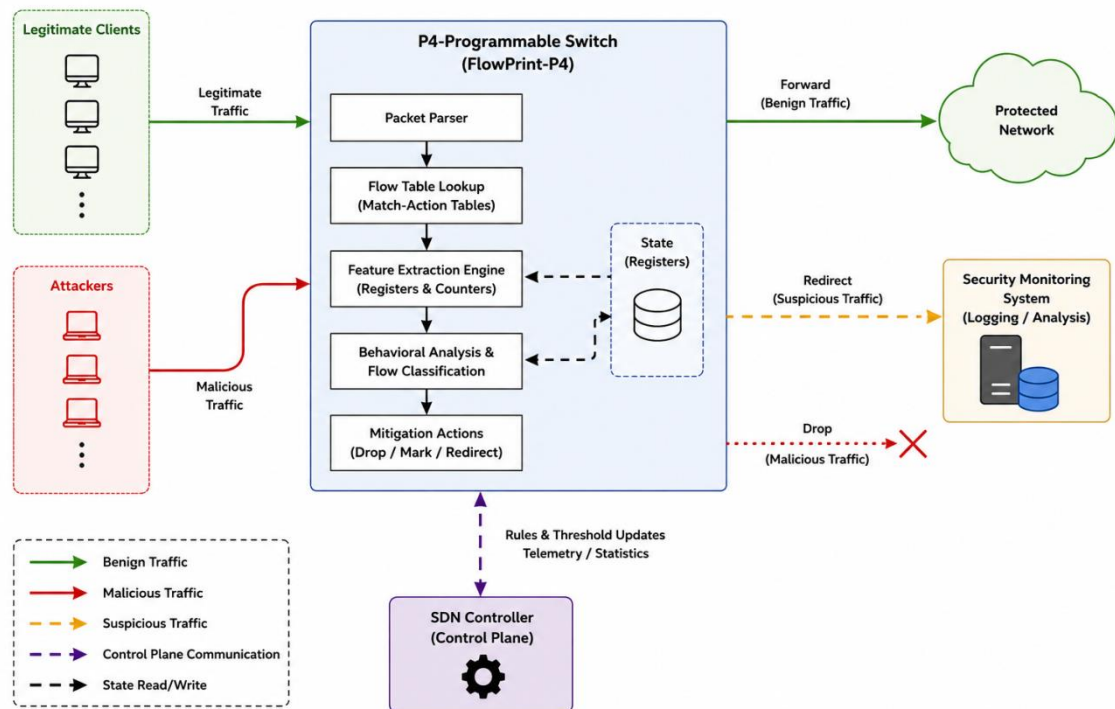 Legitimate Clients
Legitimate
Traffic
Attackers
Malicious
Traffic
P4-Programmable Switch
(FlowPrint-P4)
Packet Parser
Flow Table Lookup
(Match-Action Tables)
Feature Extraction Engine
(Registers & Counters)
Behavioral Analysis &
Flow Classification
Mitigation Actions
(Drop / Mark / Redirect)
State
(Registers)
Forward
(Benign Traffic)
Protected
Network
Redirect
(Suspicious Traffic)
Security Monitoring
System
(Logging / Analysis)
Drop
(Malicious Traffic)
Rules & Threshold Updates
Telemetry / Statistics
SDN Controller
(Control Plane)
Benign Traffic
Malicious Traffic
Suspicious Traffic
Control Plane Communication
State Read/Write